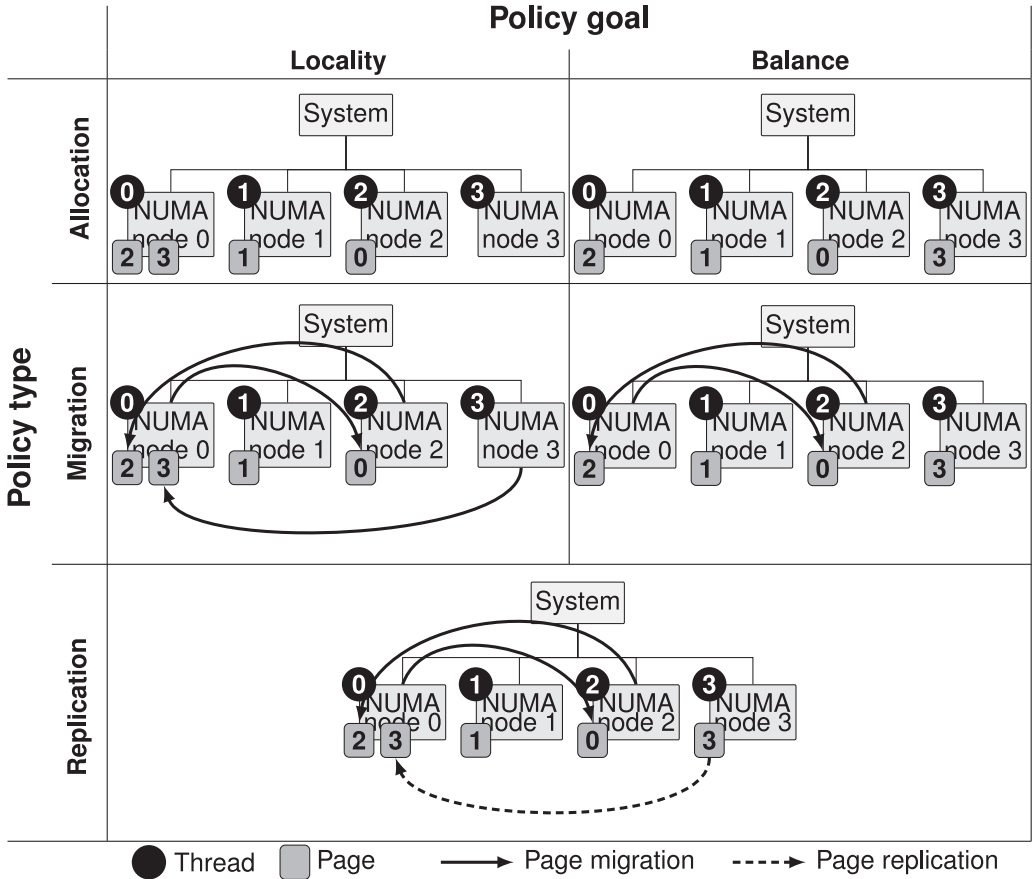 Policy goal
Locality
Balance
Policy type
Allocation
System
0 1 2 3
NUMA node 0
NUMA node 1
NUMA node 2
NUMA node 3
2 3 1 0
System
0 1 2 3
NUMA node 0
NUMA node 1
NUMA node 2
NUMA node 3
2 1 0 3
Migration
System
0 1 2 3
NUMA node 0
NUMA node 1
NUMA node 2
NUMA node 3
2 3 1 0
System
0 1 2 3
NUMA node 0
NUMA node 1
NUMA node 2
NUMA node 3
2 1 0 3
Replication
System
0 1 2 3
NUMA node 0
NUMA node 1
NUMA node 2
NUMA node 3
2 3 1 0 3
Thread Page Page migration Page replication